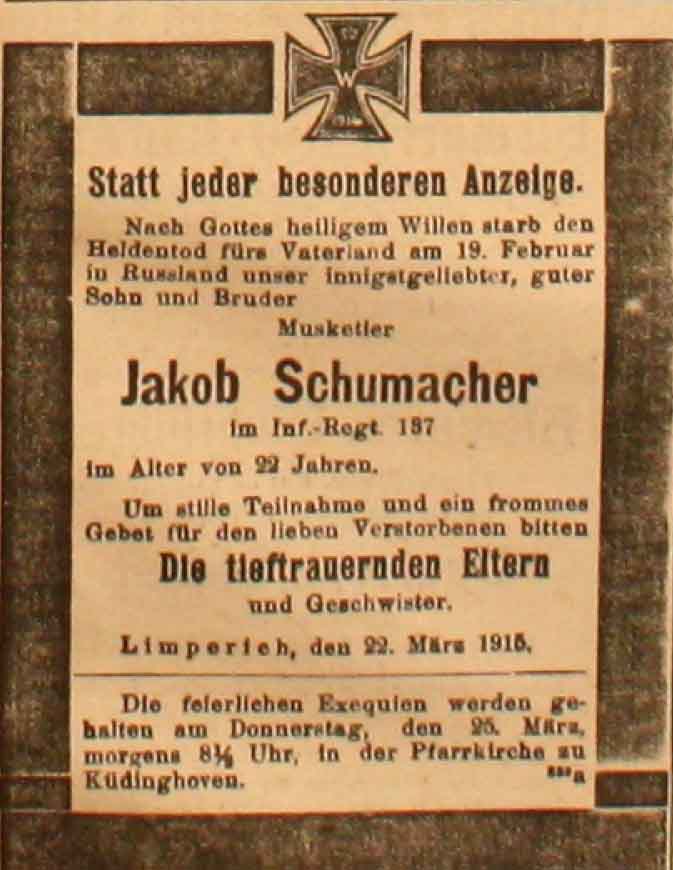 W
1914
Statt jeder besonderen Anzeige.
Nach Gottes heiligem Willen starb den
Heldentod fürs Vaterland am 19. Februar
in Russland unser innigstgeliebter, guter
Sohn und Bruder
Musketier
Jakob Schumacher
im Inf.-Regt. 137
im Alter von 22 Jahren.
Um stille Teilnahme und ein frommes
Gebet für den lieben Verstorbenen bitten
Die tieftrauernden Eltern
und Geschwister.
Limperich, den 22. März 1915.
Die feierlichen Exequien werden ge-
halten am Donnerstag, den 25. März,
morgens 8½ Uhr, in der Pfarrkirche zu
Küdinghoven.